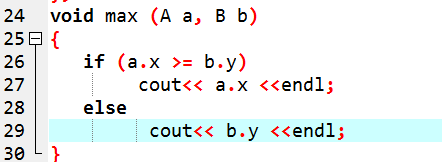 24 void max (A a, B b)
25 {
26 if (a.x >= b.y)
27 cout<< a.x <<endl;
28 else
29 cout<< b.y <<endl;
30 }